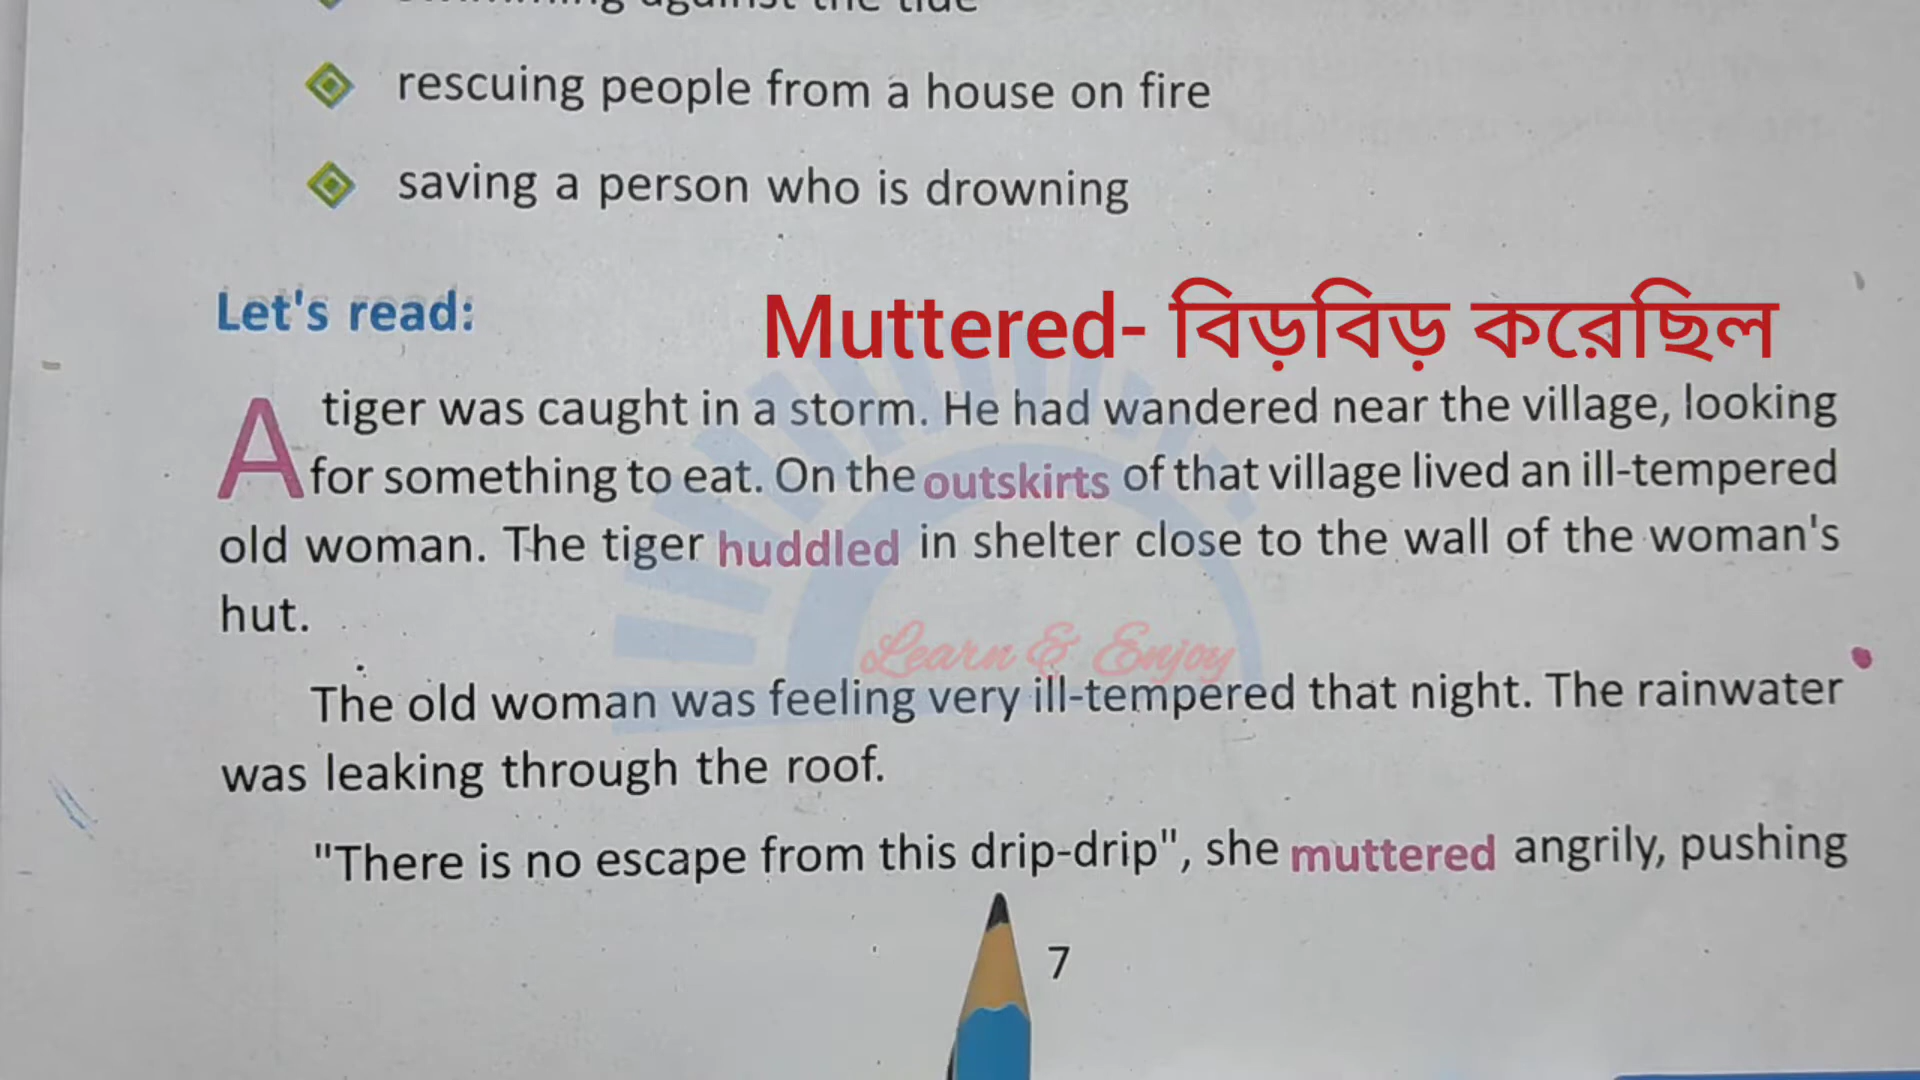 swimming against the tide
rescuing people from a house on fire
saving a person who is drowning
Let's read:
Muttered- বিড়বিড় করেছিল
A tiger was caught in a storm. He had wandered near the village, looking
for something to eat. On the outskirts of that village lived an ill-tempered
old woman. The tiger huddled in shelter close to the wall of the woman's
hut.
Learn & Enjoy
The old woman was feeling very ill-tempered that night. The rainwater
was leaking through the roof.
"There is no escape from this drip-drip", she muttered angrily, pushing
7